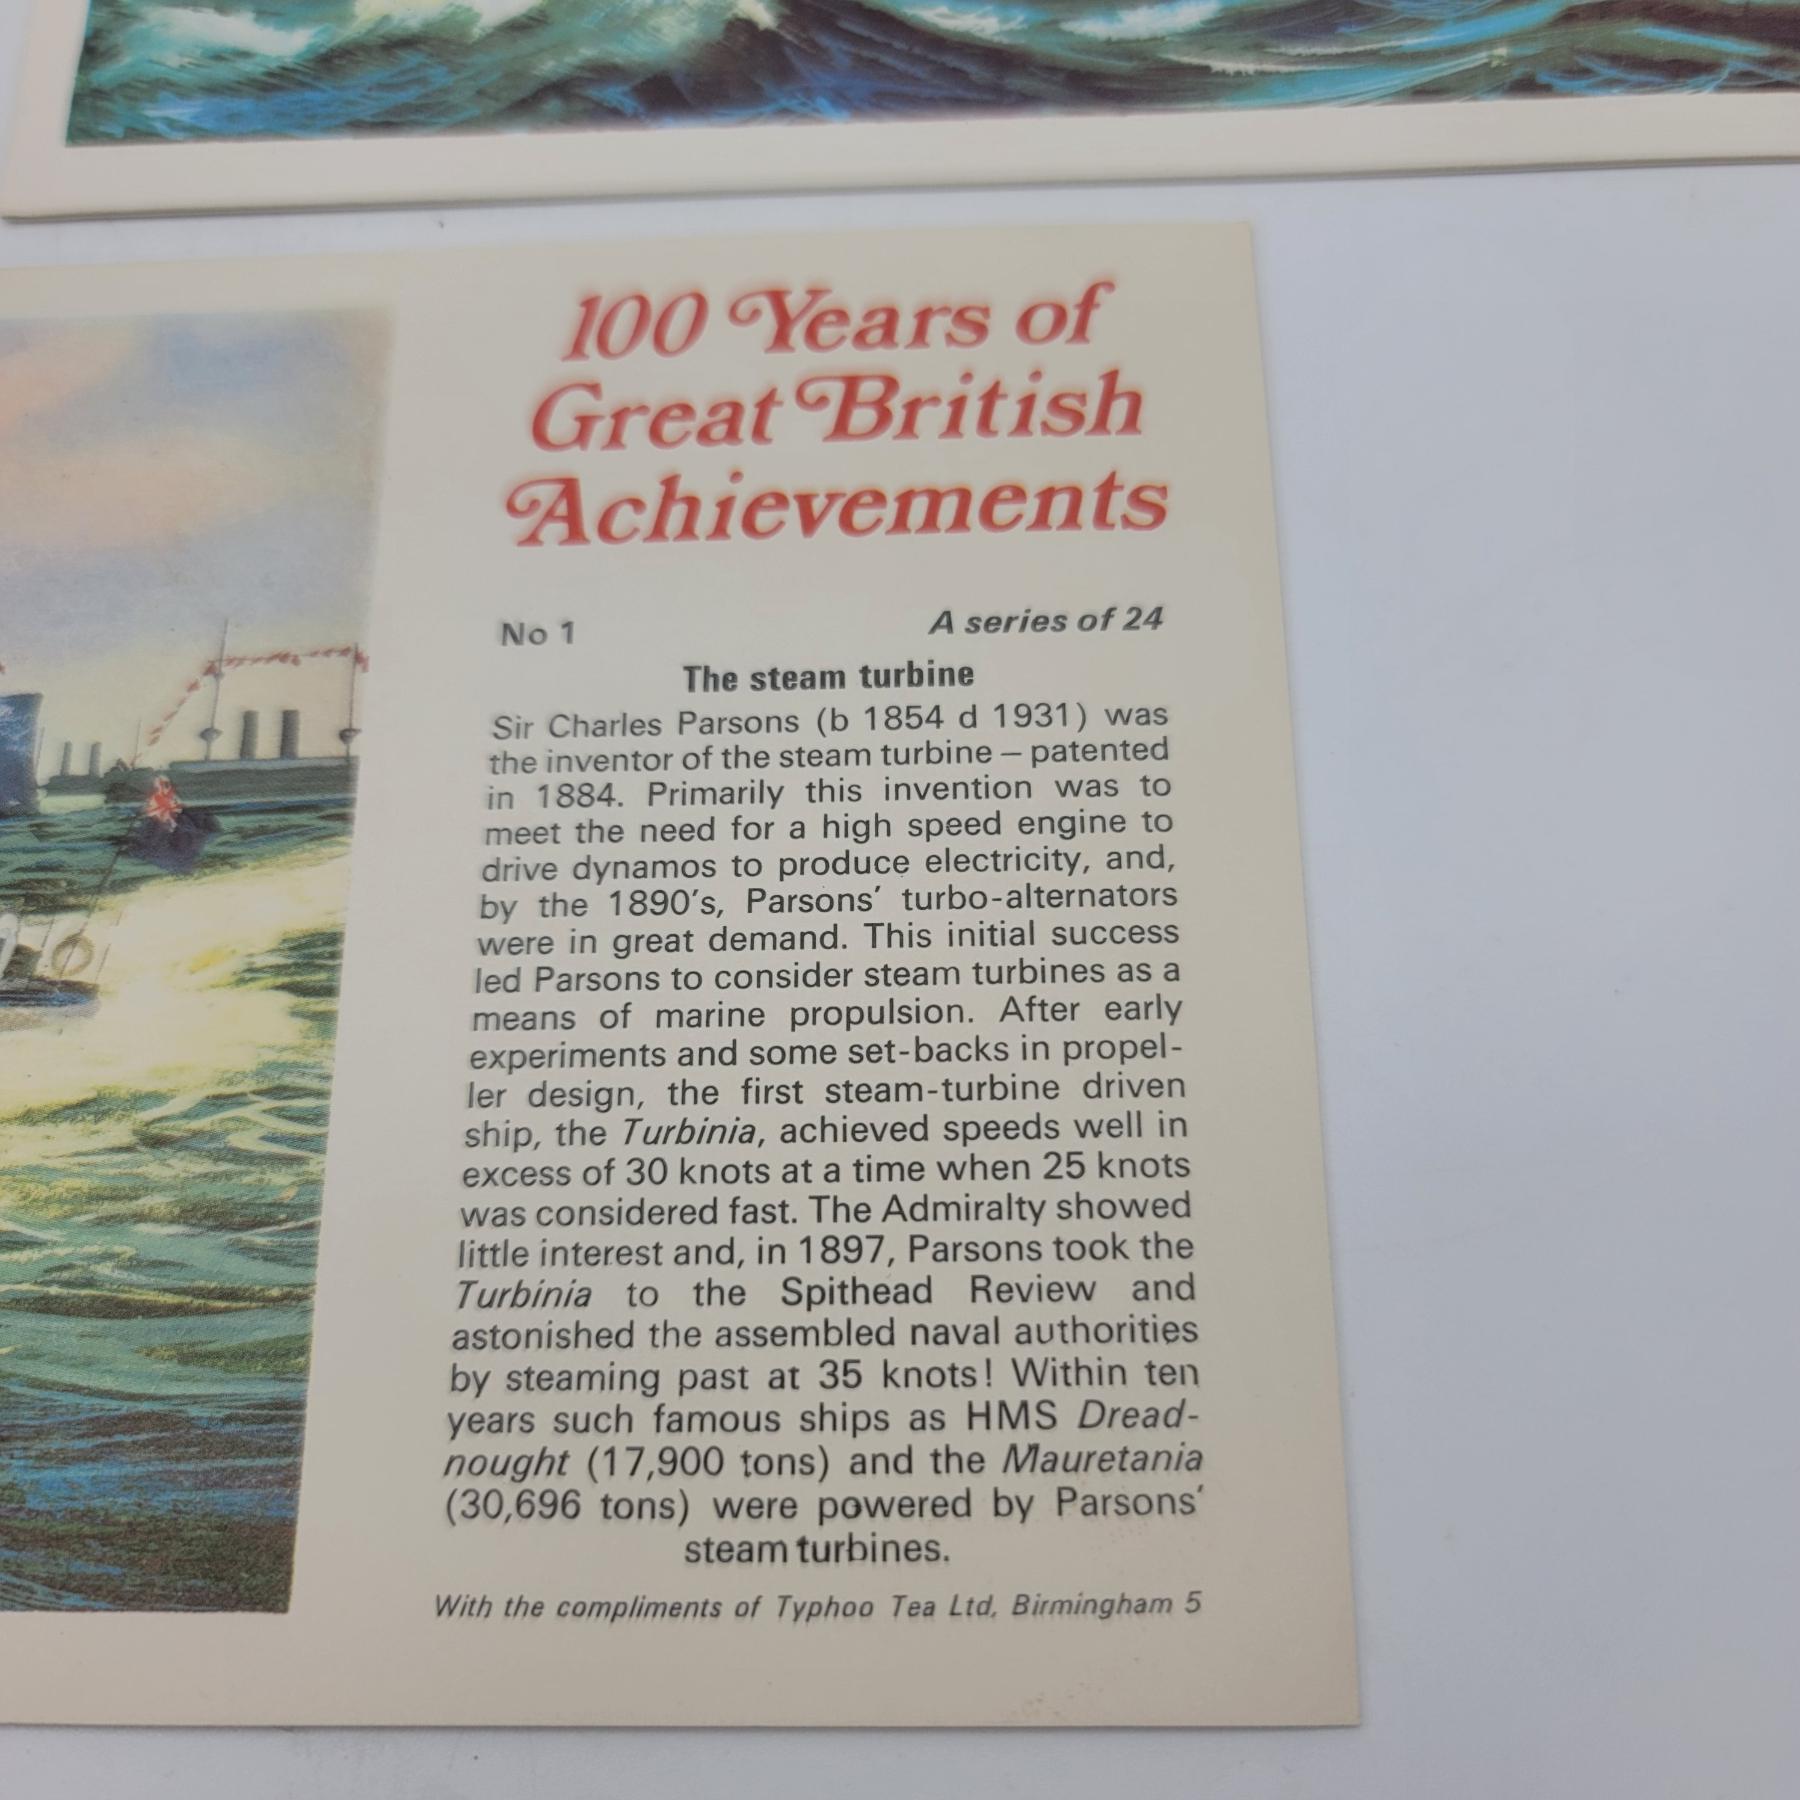 100 Years of
Great British
Achievements
No 1 A series of 24
The steam turbine
Sir Charles Parsons (b 1854 d 1931) was
the inventor of the steam turbine – patented
in 1884. Primarily this invention was to
meet the need for a high speed engine to
drive dynamos to produce electricity, and,
by the 1890's, Parsons' turbo-alternators
were in great demand. This initial success
led Parsons to consider steam turbines as a
means of marine propulsion. After early
experiments and some set-backs in propel-
ler design, the first steam-turbine driven
ship, the Turbinia, achieved speeds well in
excess of 30 knots at a time when 25 knots
was considered fast. The Admiralty showed
little interest and, in 1897, Parsons took the
Turbinia to the Spithead Review and
astonished the assembled naval authorities
by steaming past at 35 knots! Within ten
years such famous ships as HMS Dread-
nought (17,900 tons) and the Mauretania
(30,696 tons) were powered by Parsons'
steam turbines.
With the compliments of Typhoo Tea Ltd, Birmingham 5